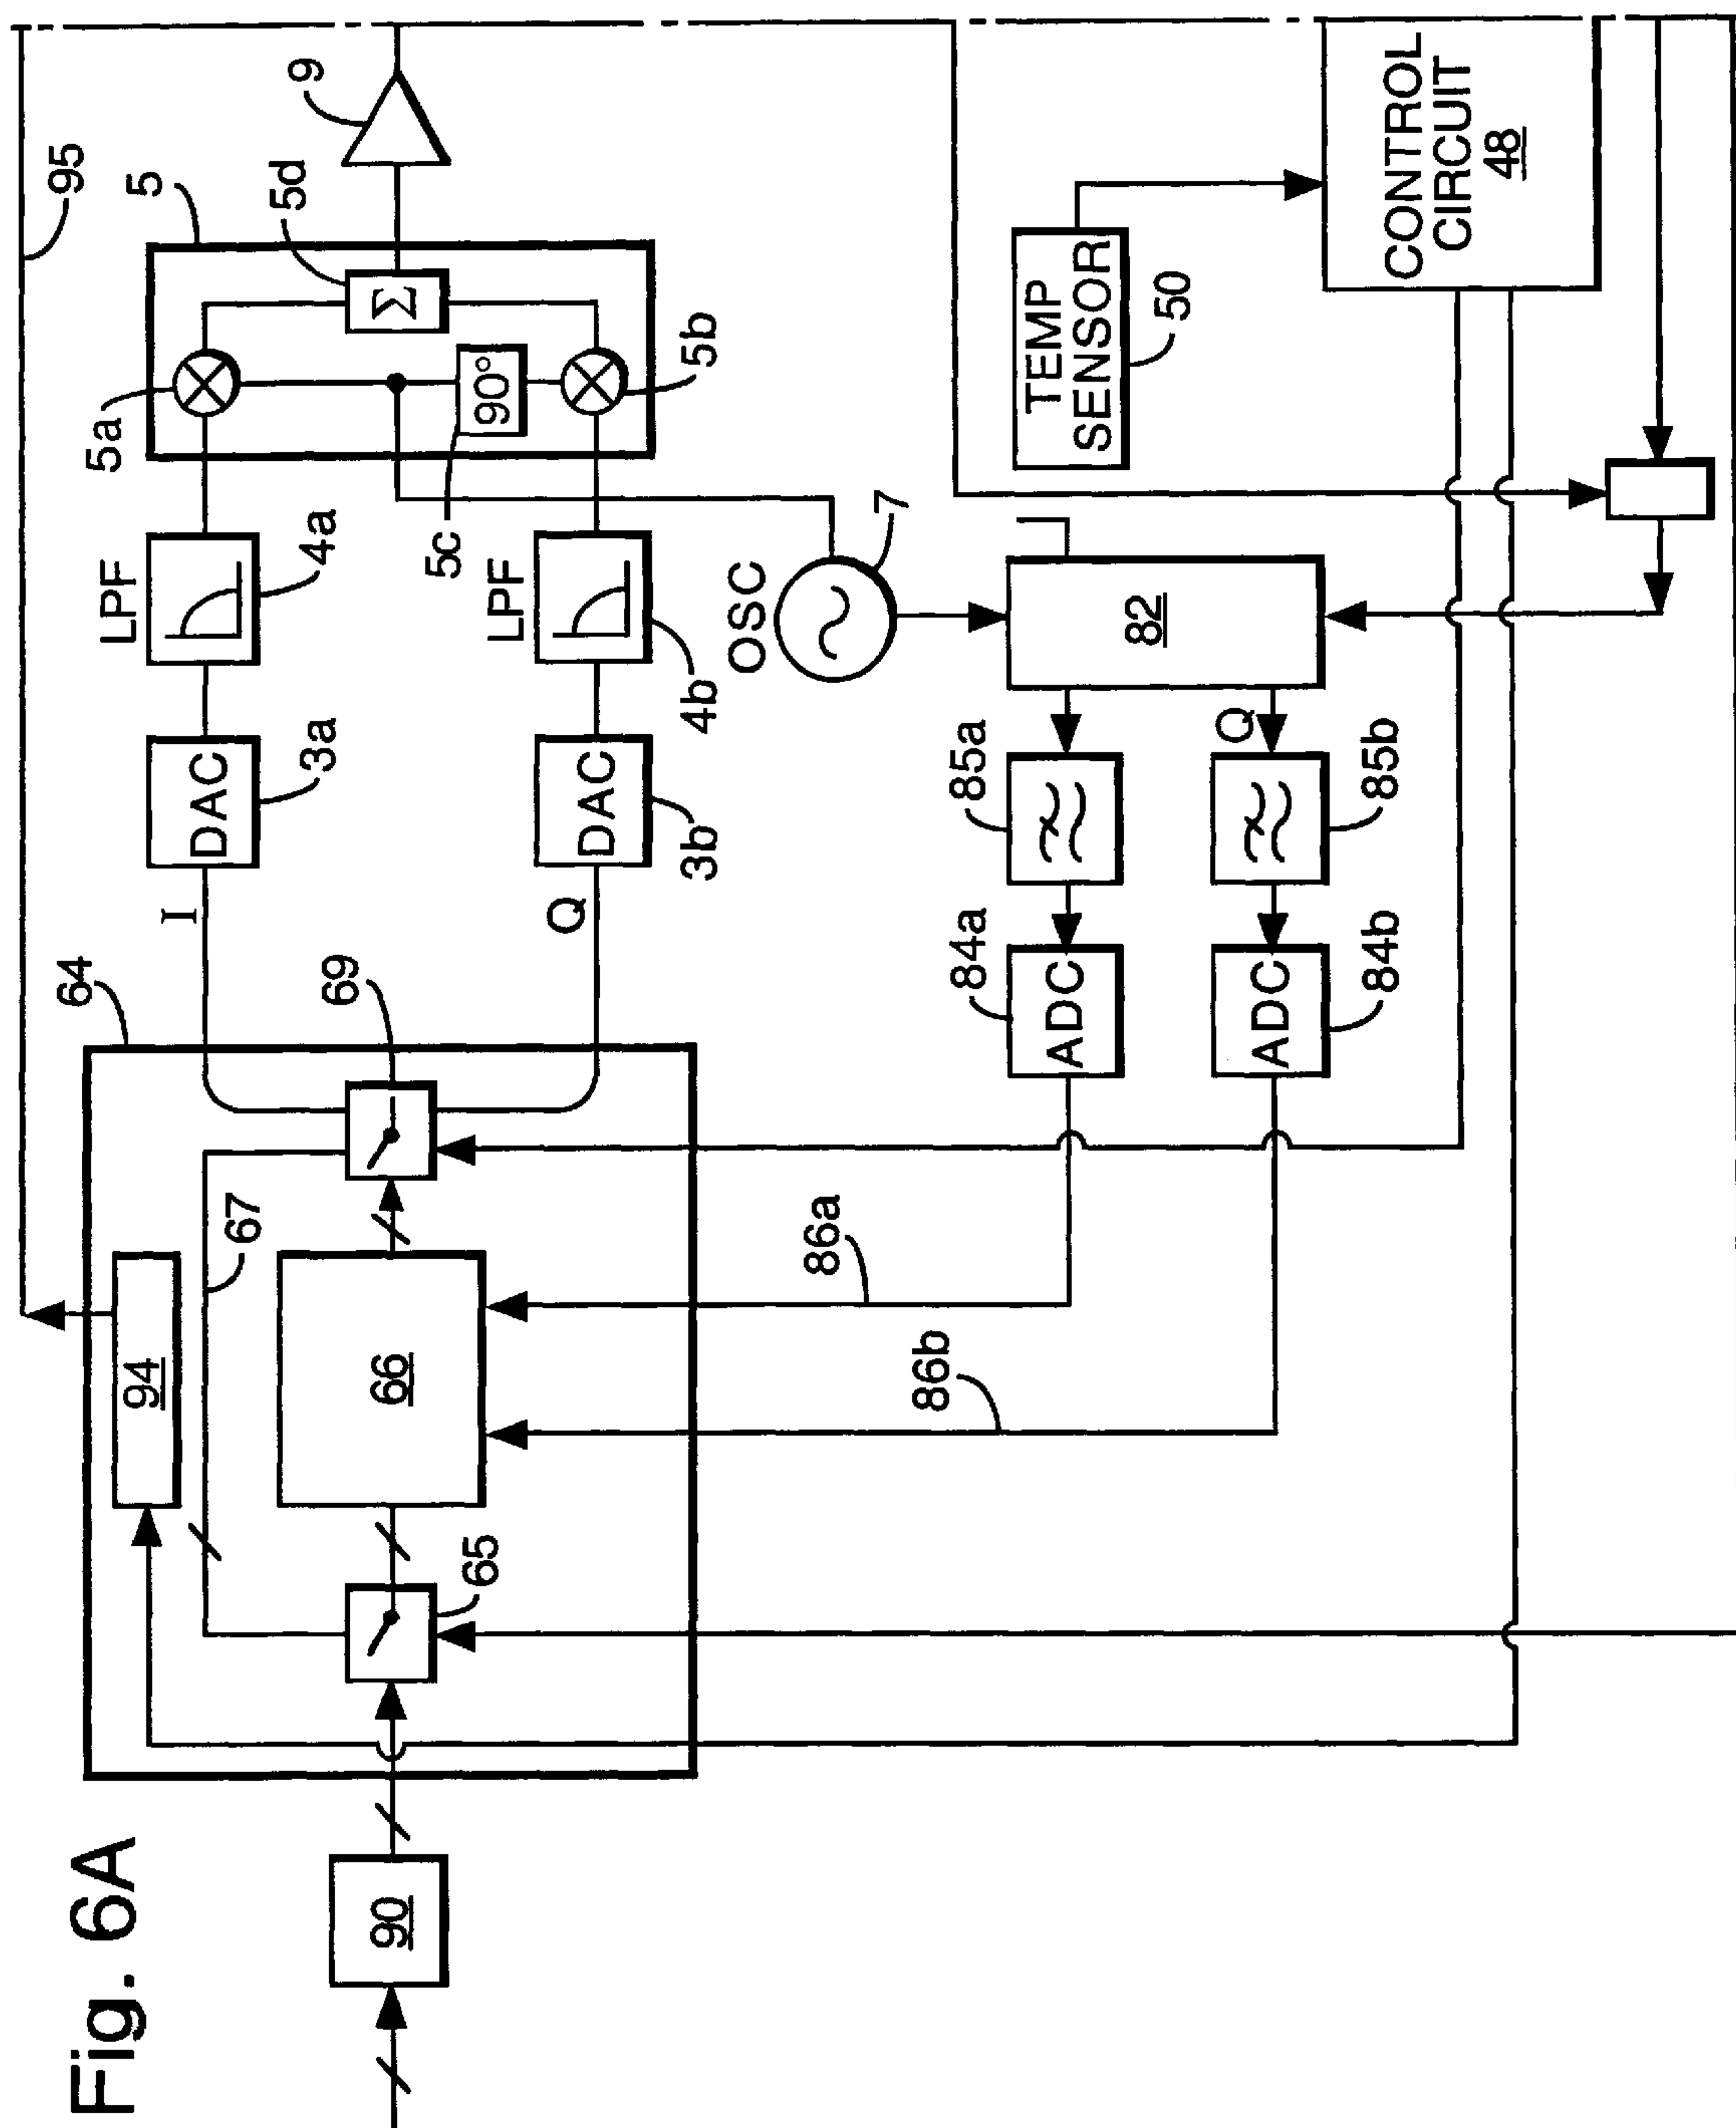 Fig. 6A
90
64
94
95
67
65
66
69
I
Q
DAC
3a
DAC
3b
LPF
4a
LPF
4b
5
5a
5b
5c
5d
90°
Σ
9
OSC
7
82
Q
85a
85b
ADC
84a
ADC
84b
86a
86b
TEMP
SENSOR
50
CONTROL
CIRCUIT
48